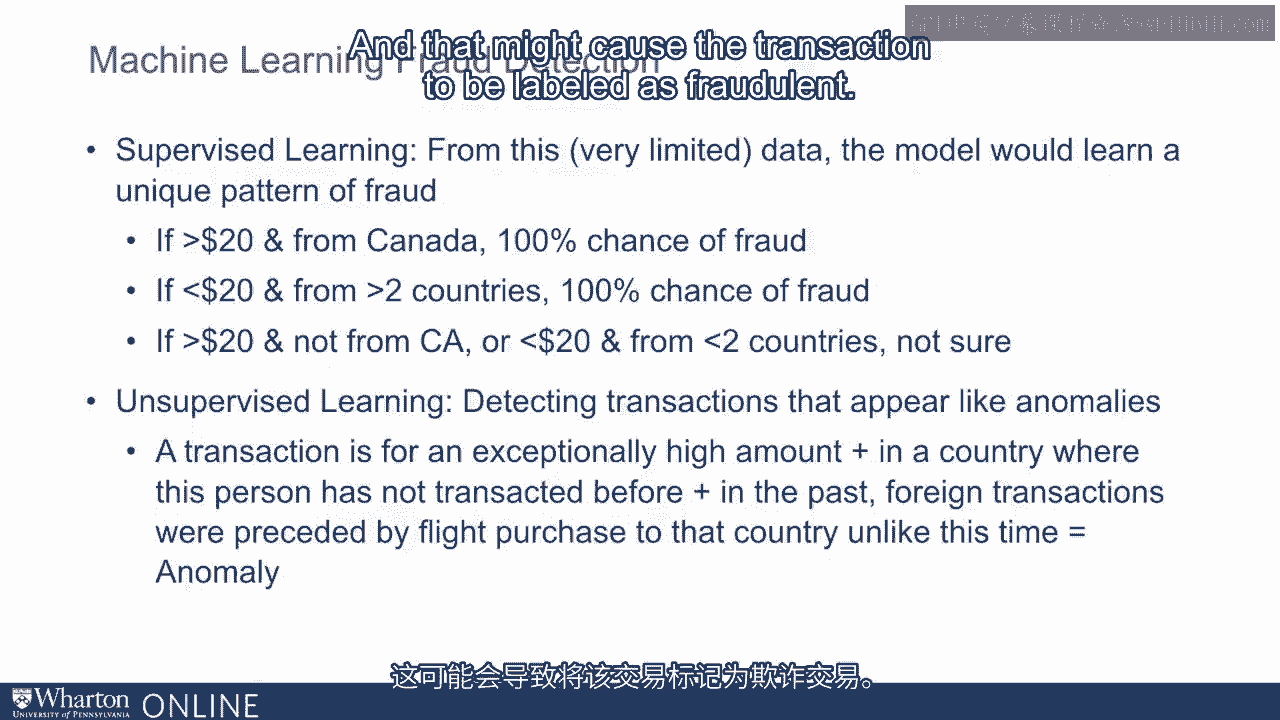 And that might cause the transaction
to be labeled as fraudulent.
Machine Learning Fraud Detection
• Supervised Learning: From this (very limited) data, the model would learn a
unique pattern of fraud
• If >$20 & from Canada, 100% chance of fraud
• If <$20 & from >2 countries, 100% chance of fraud
• If >$20 & not from CA, or <$20 & from <2 countries, not sure
• Unsupervised Learning: Detecting transactions that appear like anomalies
• A transaction is for an exceptionally high amount + in a country where
this person has not transacted before + in the past, foreign transactions
were preceded by flight purchase to that country unlike this time =
Anomaly
这可能会导致将该交易标记为欺诈交易。
Wharton ONLINE
UNIVERSITY of PENNSYLVANIA